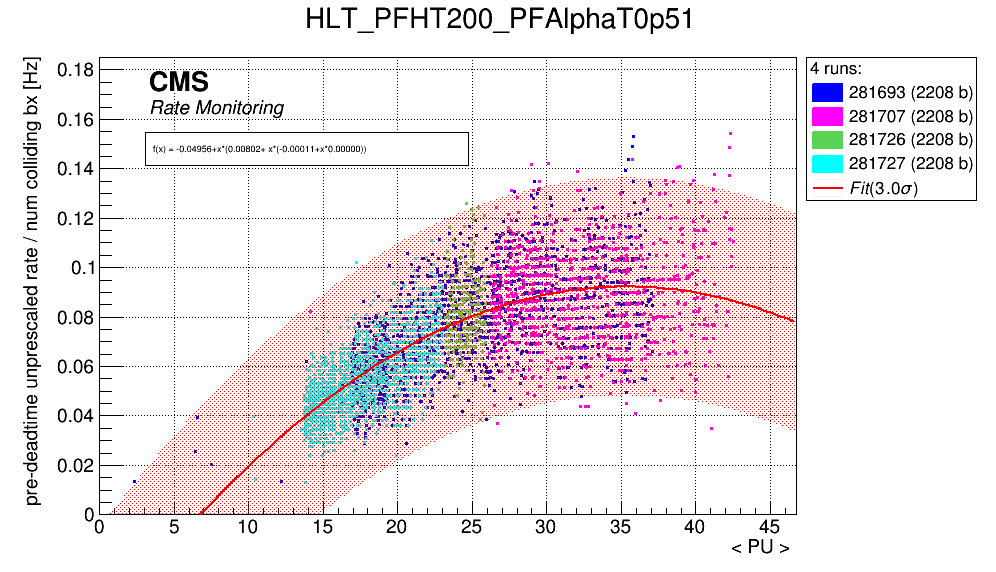 HLT_PFHT200_PFAlphaT0p51
pre-deadtime unprescaled rate / num colliding bx [Hz]
0.18
0.16
0.14
0.12
0.1
0.08
0.06
0.04
0.02
0
CMS
Rate Monitoring
f(x) = -0.04956+x*(0.00802+ x*(-0.00011+x*0.00000))
0 5 10 15 20 25 30 35 40 45
< PU >
4 runs:
281693 (2208 b)
281707 (2208 b)
281726 (2208 b)
281727 (2208 b)
Fit(3.0σ)